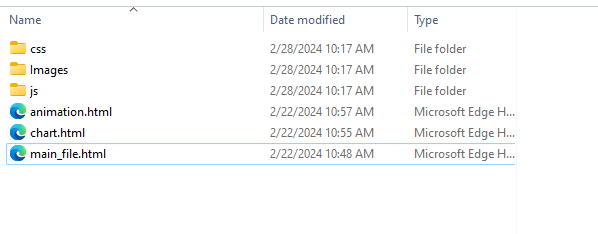 Name Date modified Type
css 2/28/2024 10:17 AM File folder
Images 2/28/2024 10:17 AM File folder
js 2/28/2024 10:17 AM File folder
animation.html 2/22/2024 10:57 AM Microsoft Edge H...
chart.html 2/22/2024 10:55 AM Microsoft Edge H...
main_file.html 2/22/2024 10:48 AM Microsoft Edge H...